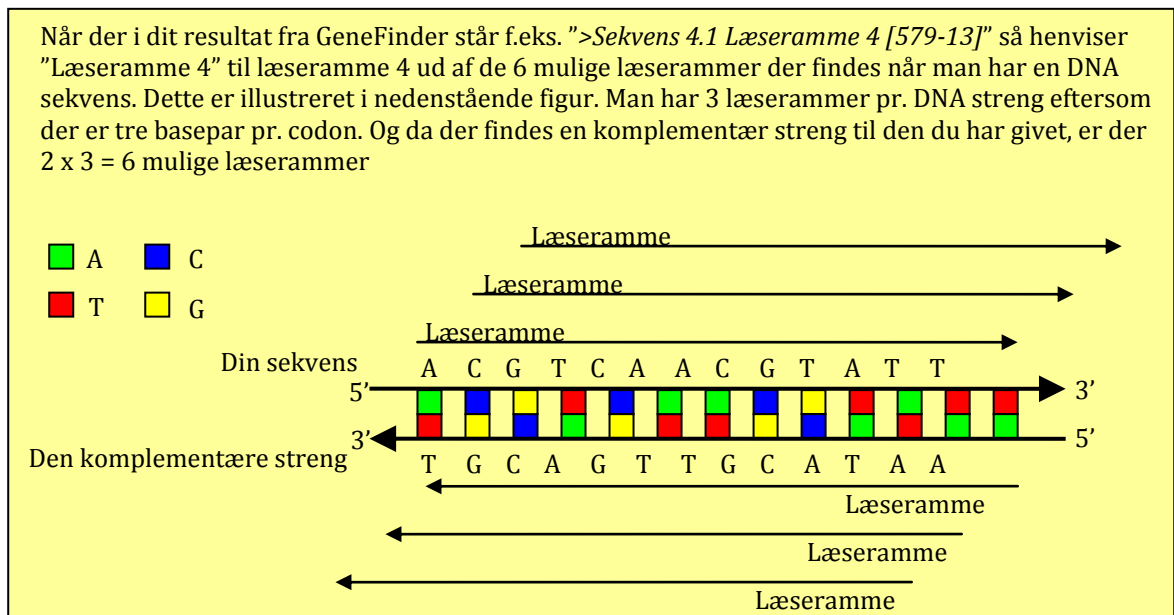 Når der i dit resultat fra GeneFinder står f.eks. ”>Sekvens 4.1 Læseramme 4 [579-13]” så henviser
”Læseramme 4” til læseramme 4 ud af de 6 mulige læserammer der findes når man har en DNA
sekvens. Dette er illustreret i nedenstående figur. Man har 3 læserammer pr. DNA streng eftersom
der er tre basepar pr. codon. Og da der findes en komplementær streng til den du har givet, er der
2 x 3 = 6 mulige læserammer
Læseramme
A C
Læseramme
T G
Læseramme
Din sekvens A C G T C A A C G T A T T
5’ 3’
3’ 5’
Den komplementære streng T G C A G T T G C A T A A
Læseramme
Læseramme
Læseramme